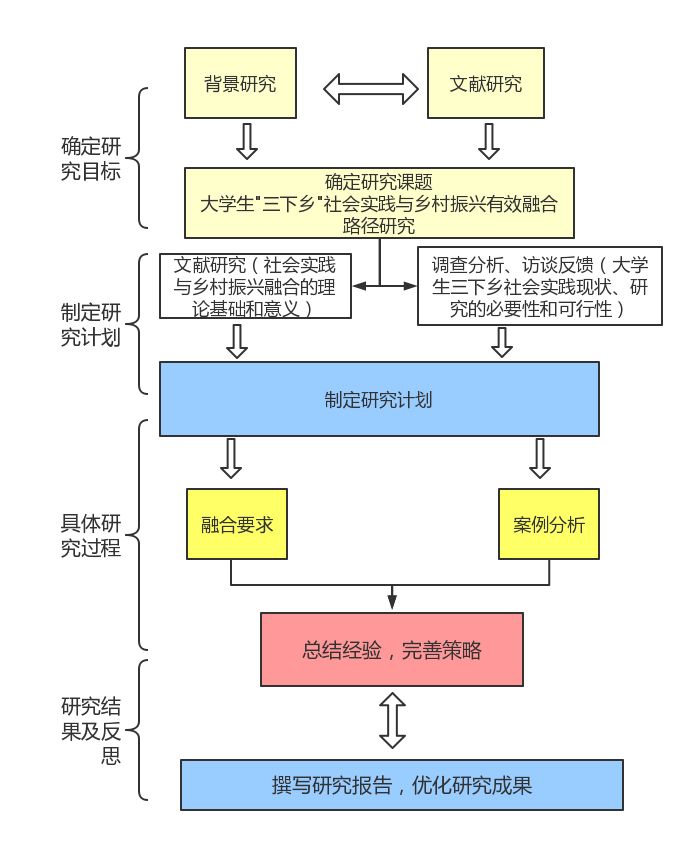 背景研究
文献研究
确定研
究目标
确定研究课题
大学生"三下乡"社会实践与乡村振兴有效融合
路径研究
文献研究（社会实践
与乡村振兴融合的理
论基础和意义）
调查分析、访谈反馈（大学
生三下乡社会实践现状、研
究的必要性和可行性）
制定研
究计划
制定研究计划
具体研
究过程
融合要求
案例分析
总结经验，完善策略
研究结
果及反
思
撰写研究报告，优化研究成果